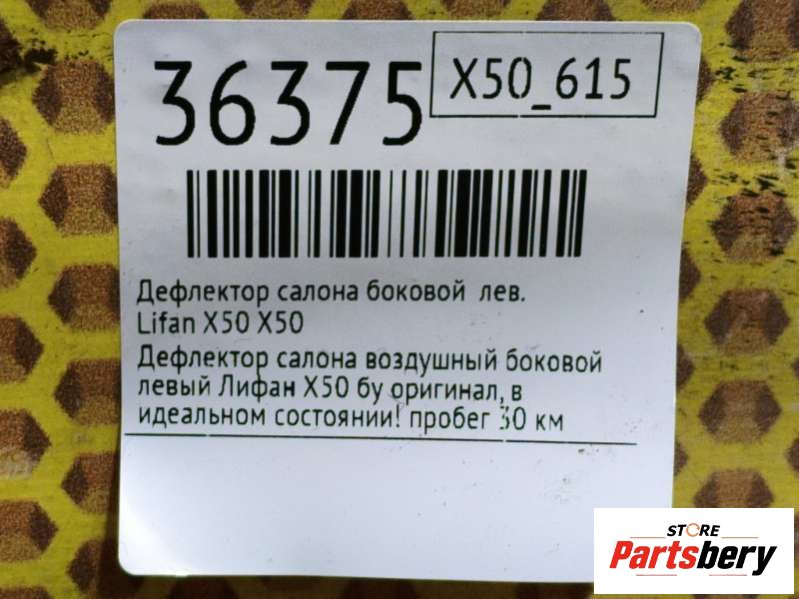 36375
X50_615
Дефлектор салона боковой лев.
Lifan X50 X50
Дефлектор салона воздушный боковой
левый Лифан Х50 бу оригинал, в
идеальном состоянии! пробег 30 км
STORE
Partsbery